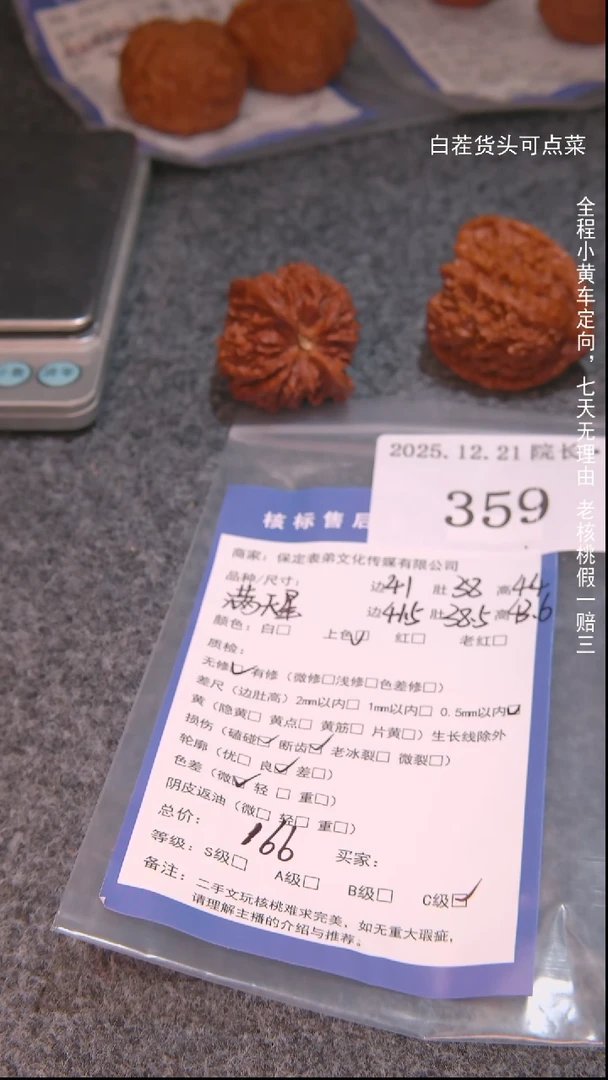 白茬货头可点菜
全程小黄车定向，七天无理由 老核桃假一赔三
2025.12.21 院长
359
核标售后
商家：保定表弟文化传媒有限公司
品种/尺寸： 边41 肚38 高44
满天星 边41.5 肚38.5 高43.6
颜色：白□ 上色☑ 红□ 老红□
质检：
无修☑有修（微修□浅修□色差修□）
差尺（边肚高）2mm以内□ 1mm以内□ 0.5mm以内☑
黄（隐黄□ 黄点□ 黄筋□ 片黄□）生长线除外
损伤（磕碰☑ 断齿☑ 老冰裂□ 微裂□）
轮廓（优□ 良☑ 差□）
色差（微☑ 轻 □ 重□）
阴皮返油（微□ 轻□ 重□）
总价：166 买家：
等级：S级□ A级□ B级□ C级☑
备注：二手文玩核桃难求完美，如无重大瑕疵，
请理解主播的介绍与推荐。